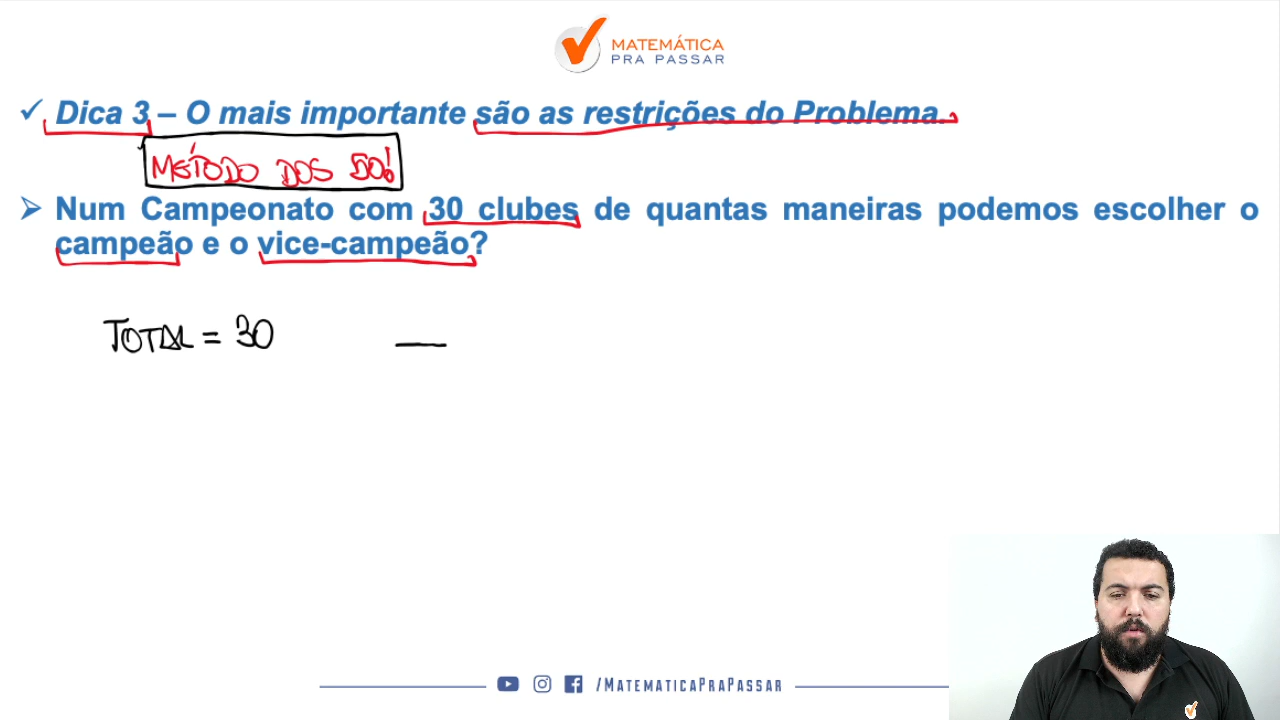 MATEMÁTICA
PRA PASSAR
✓ Dica 3 – O mais importante são as restrições do Problema.
MÉTODO DOS 50!
➢ Num Campeonato com 30 clubes de quantas maneiras podemos escolher o
campeão e o vice-campeão?
TOTAL = 30
/MATEMATICAPRAPASSAR